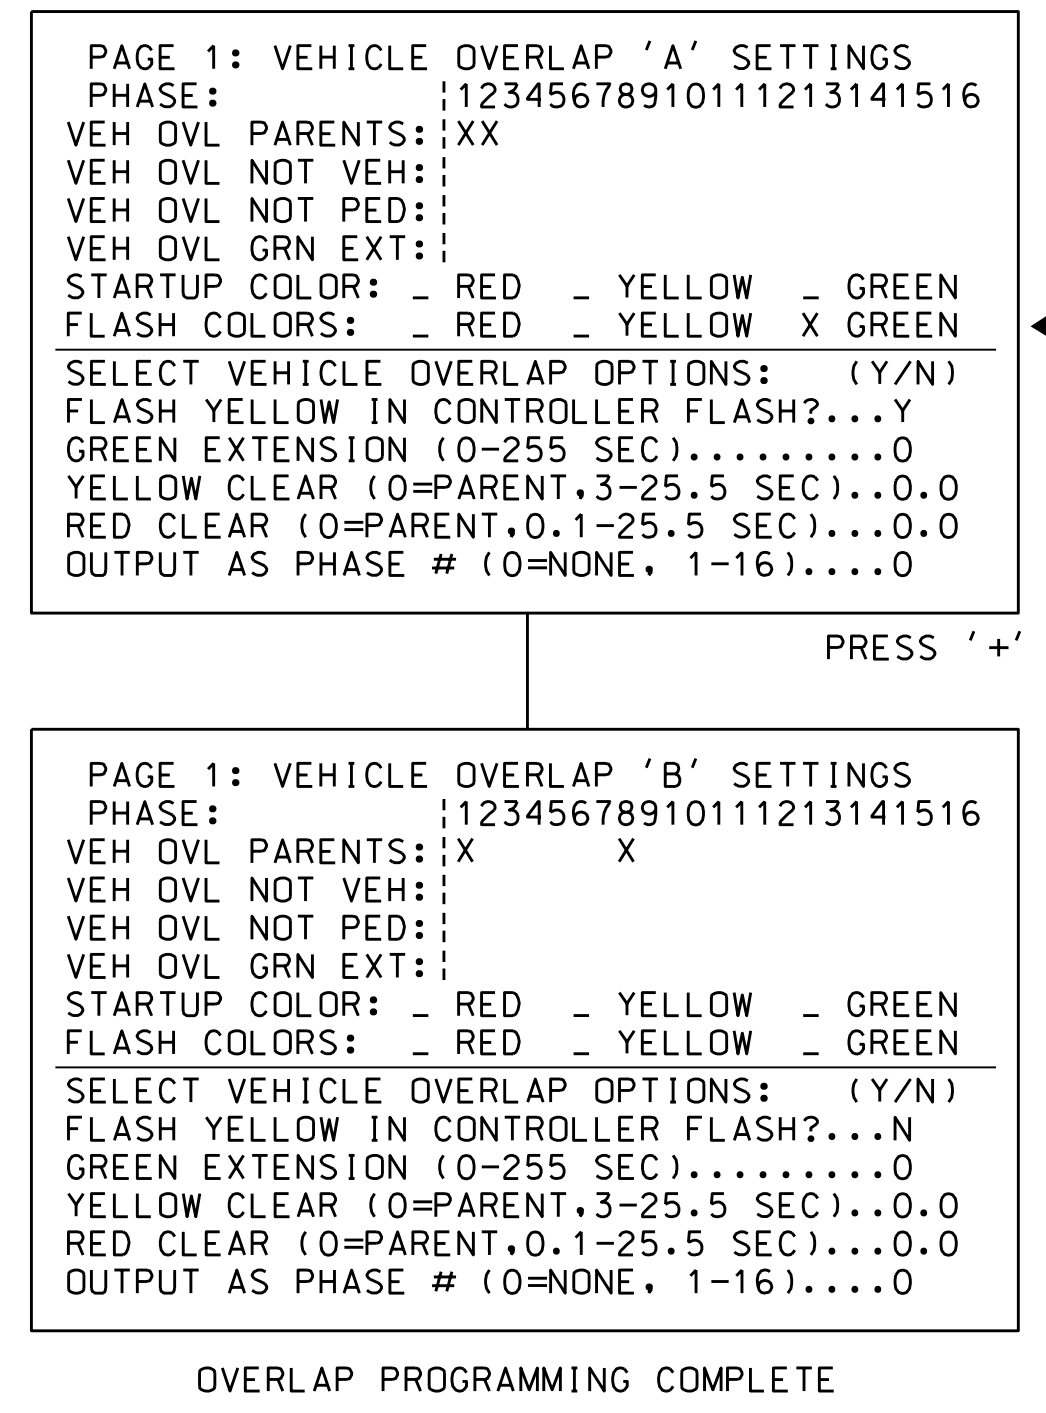 PAGE 1: VEHICLE OVERLAP 'A' SETTINGS
PHASE: ¦12345678910111213141516
VEH OVL PARENTS:¦XX
VEH OVL NOT VEH:¦
VEH OVL NOT PED:¦
VEH OVL GRN EXT:¦
STARTUP COLOR: _ RED _ YELLOW _ GREEN
FLASH COLORS: _ RED _ YELLOW X GREEN
SELECT VEHICLE OVERLAP OPTIONS: (Y/N)
FLASH YELLOW IN CONTROLLER FLASH?...Y
GREEN EXTENSION (0-255 SEC).........0
YELLOW CLEAR (0=PARENT,3-25.5 SEC)..0.0
RED CLEAR (0=PARENT,0.1-25.5 SEC)...0.0
OUTPUT AS PHASE # (0=NONE, 1-16)....0
PRESS '+'
PAGE 1: VEHICLE OVERLAP 'B' SETTINGS
PHASE: ¦12345678910111213141516
VEH OVL PARENTS:¦X X
VEH OVL NOT VEH:¦
VEH OVL NOT PED:¦
VEH OVL GRN EXT:¦
STARTUP COLOR: _ RED _ YELLOW _ GREEN
FLASH COLORS: _ RED _ YELLOW _ GREEN
SELECT VEHICLE OVERLAP OPTIONS: (Y/N)
FLASH YELLOW IN CONTROLLER FLASH?...N
GREEN EXTENSION (0-255 SEC).........0
YELLOW CLEAR (0=PARENT,3-25.5 SEC)..0.0
RED CLEAR (0=PARENT,0.1-25.5 SEC)...0.0
OUTPUT AS PHASE # (0=NONE, 1-16)....0
OVERLAP PROGRAMMING COMPLETE